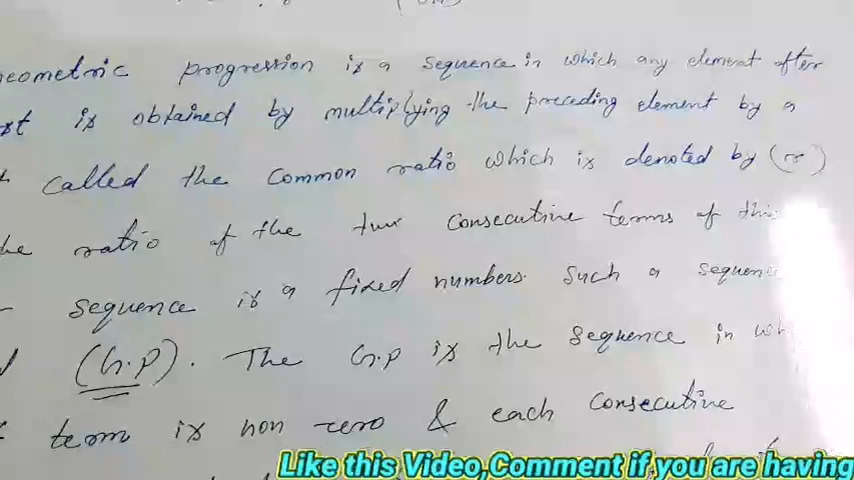 eometric progression is a sequence in which any element after
st is obtained by multiplying the preceding element by a
called the common ratio which is denoted by (r)
he ratio of the two consecutive terms of this
sequence is a fixed numbers. Such a sequenc
(G.P). The G.P is the sequence in wh
term is non zero & each consecutive
Like this Video,Comment if you are having